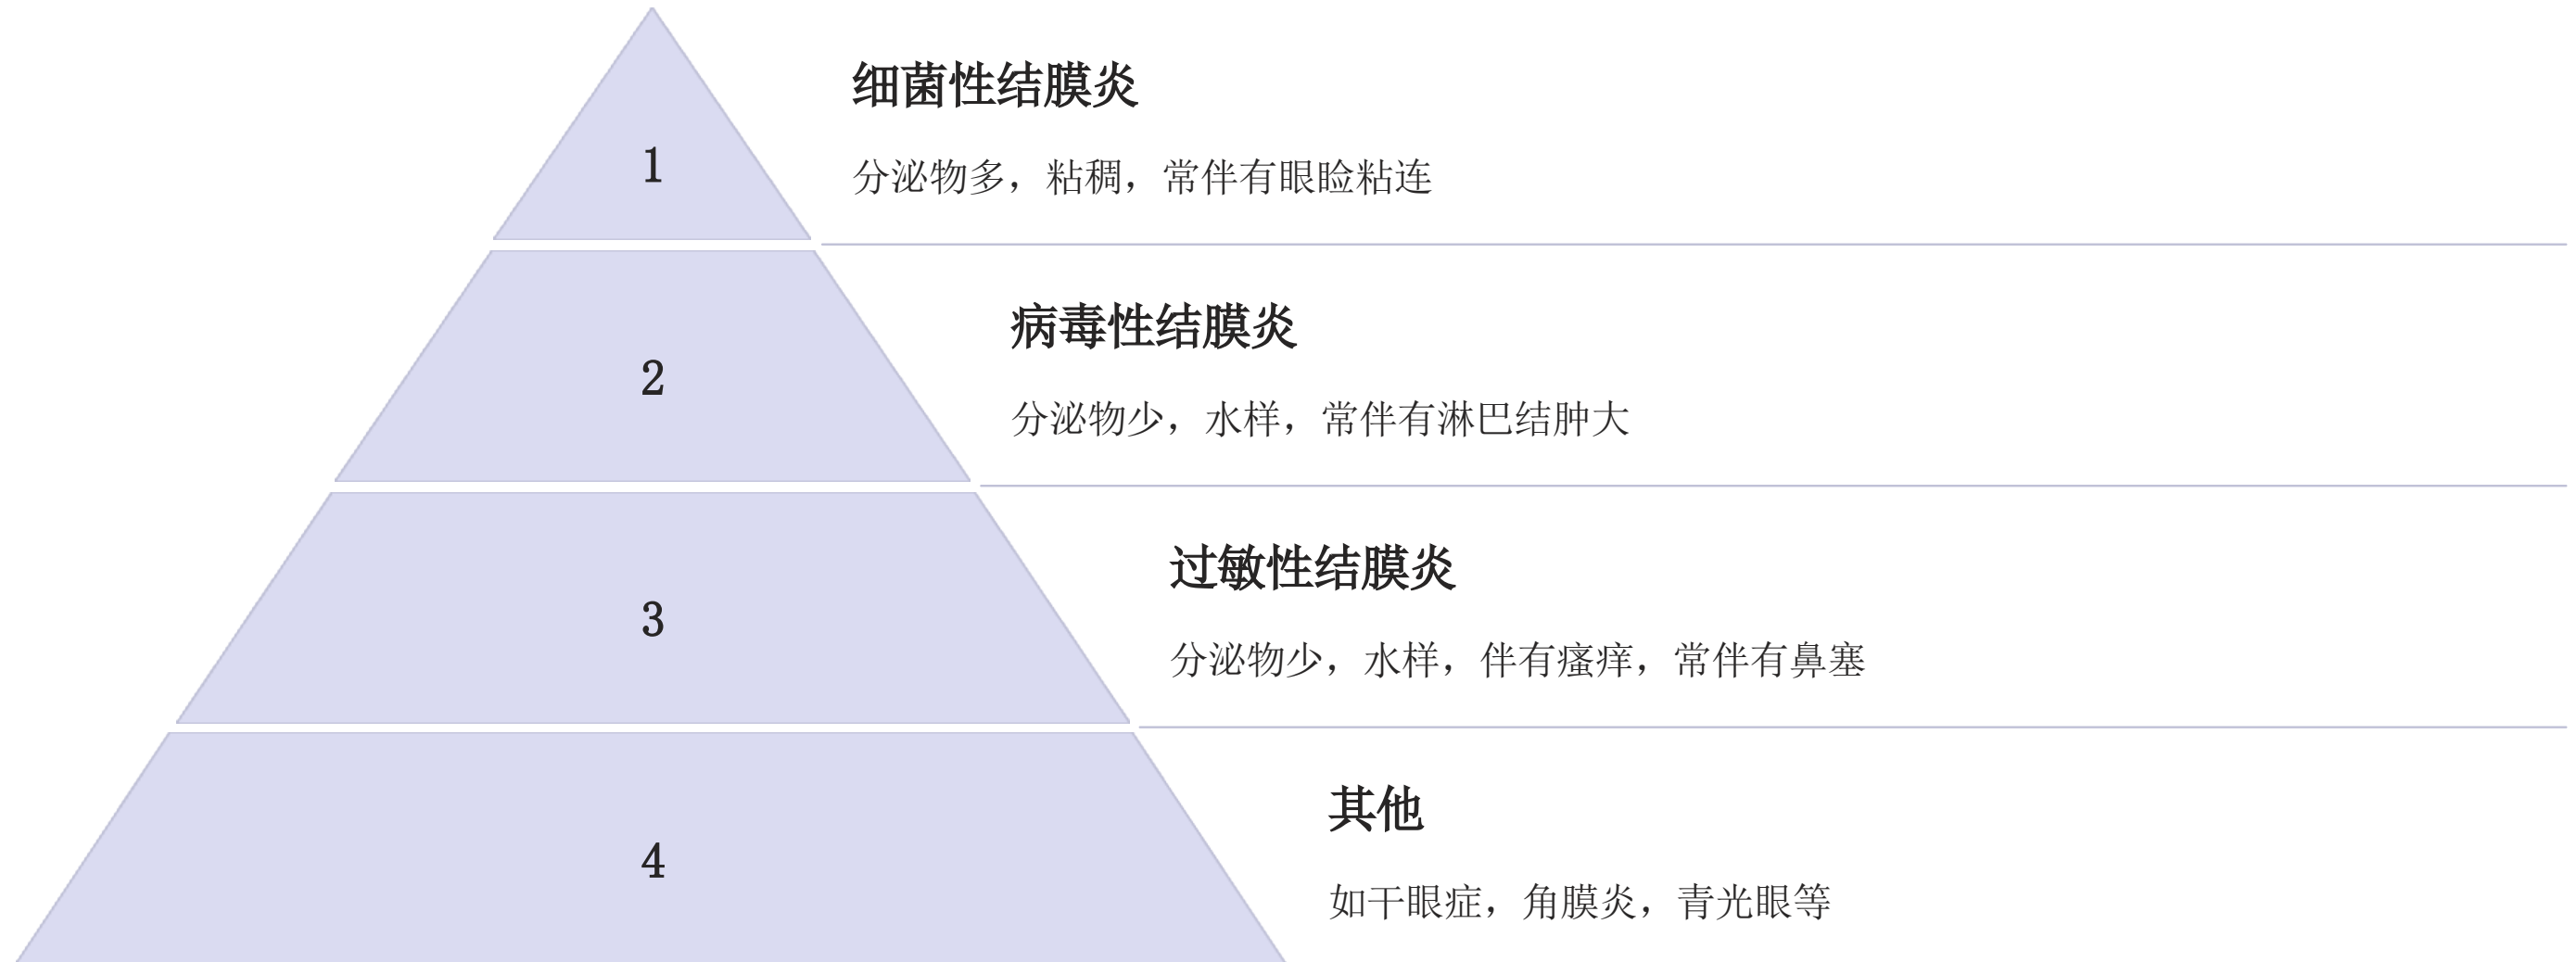 细菌性结膜炎
1
分泌物多，粘稠，常伴有眼睑粘连
病毒性结膜炎
2
分泌物少，水样，常伴有淋巴结肿大
过敏性结膜炎
3
分泌物少，水样，伴有瘙痒，常伴有鼻塞
其他
4
如干眼症，角膜炎，青光眼等